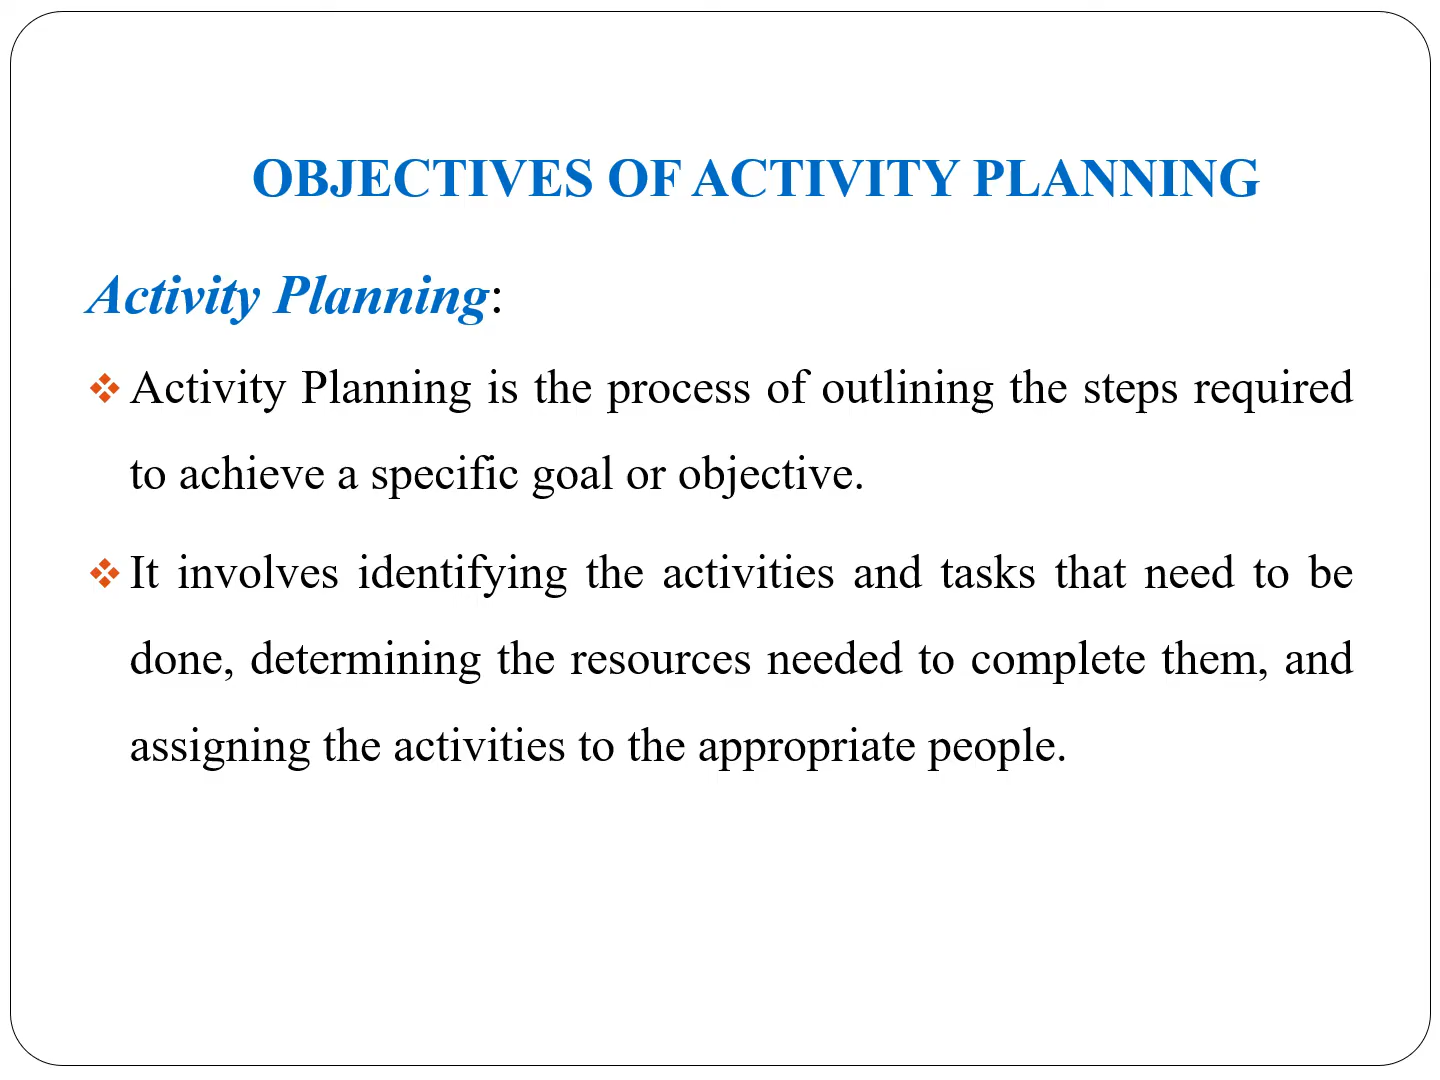 OBJECTIVES OF ACTIVITY PLANNING
Activity Planning:
Activity Planning is the process of outlining the steps required
to achieve a specific goal or objective.
It involves identifying the activities and tasks that need to be
done, determining the resources needed to complete them, and
assigning the activities to the appropriate people.